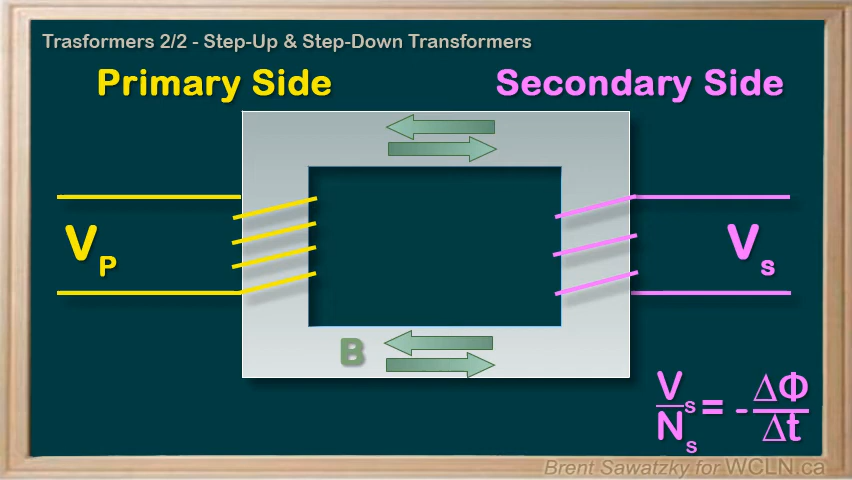 Trasformers 2/2 - Step-Up & Step-Down Transformers
Primary Side
Secondary Side
VP
Vs
B
Vs/Ns = - ΔΦ/Δt
Brent Sawatzky for WCLN.ca